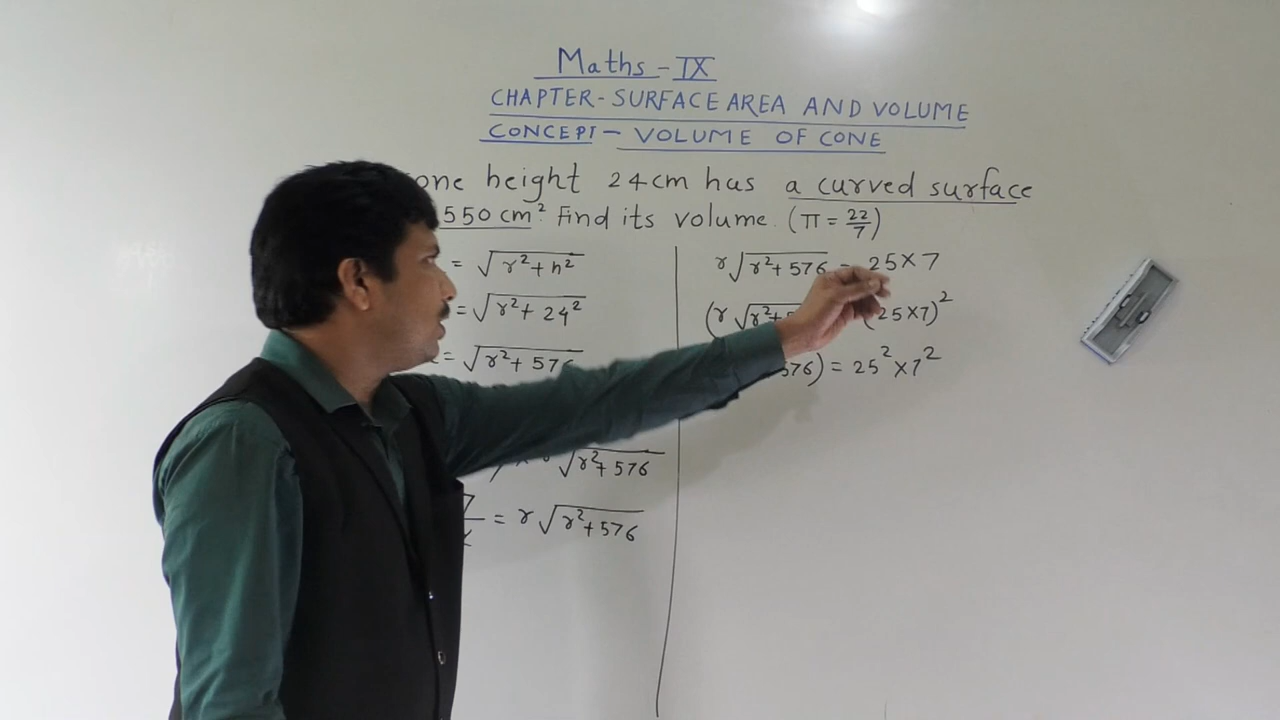 Maths - IX
CHAPTER - SURFACE AREA AND VOLUME
CONCEPT - VOLUME OF CONE
one height 24cm has a curved surface
550 cm². Find its volume. (π = 22/7)
= √(r² + h²)
= √(r² + 24²)
= √(r² + 576
√(r² + 576)
= r √(r² + 576)
r √(r² + 576) = 25 × 7
(r √(r² + (25×7)²
576) = 25² × 7²